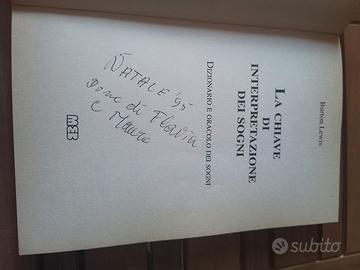 Burton Lewis
LA CHIAVE
DI
INTERPRETAZIONE
DEI SOGNI
DIZIONARIO E ORACOLO DEI SOGNI
NATALE '95
dono di Flavia
e Mauro
MEB
subito